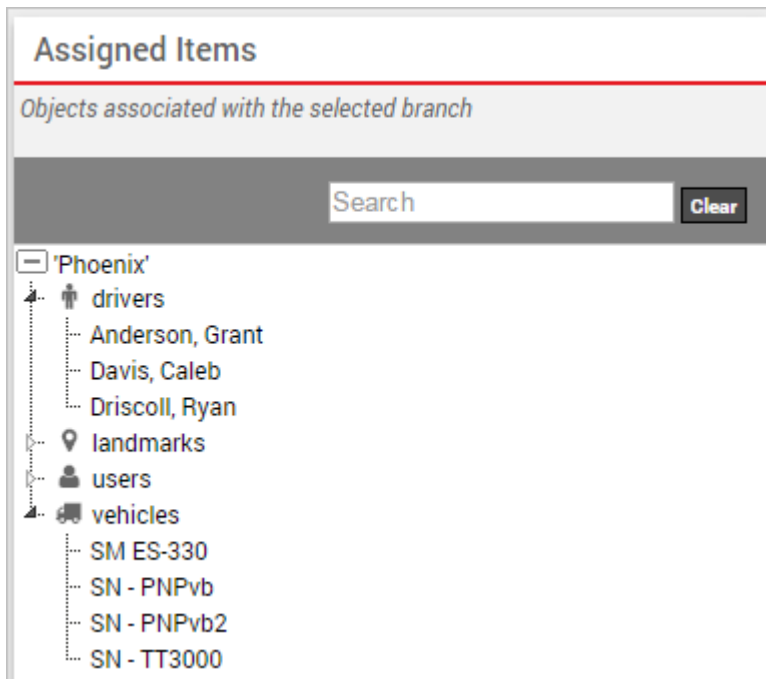 Assigned Items
Objects associated with the selected branch
Search
Clear
'Phoenix'
drivers
Anderson, Grant
Davis, Caleb
Driscoll, Ryan
landmarks
users
vehicles
SM ES-330
SN - PNPvb
SN - PNPvb2
SN - TT3000